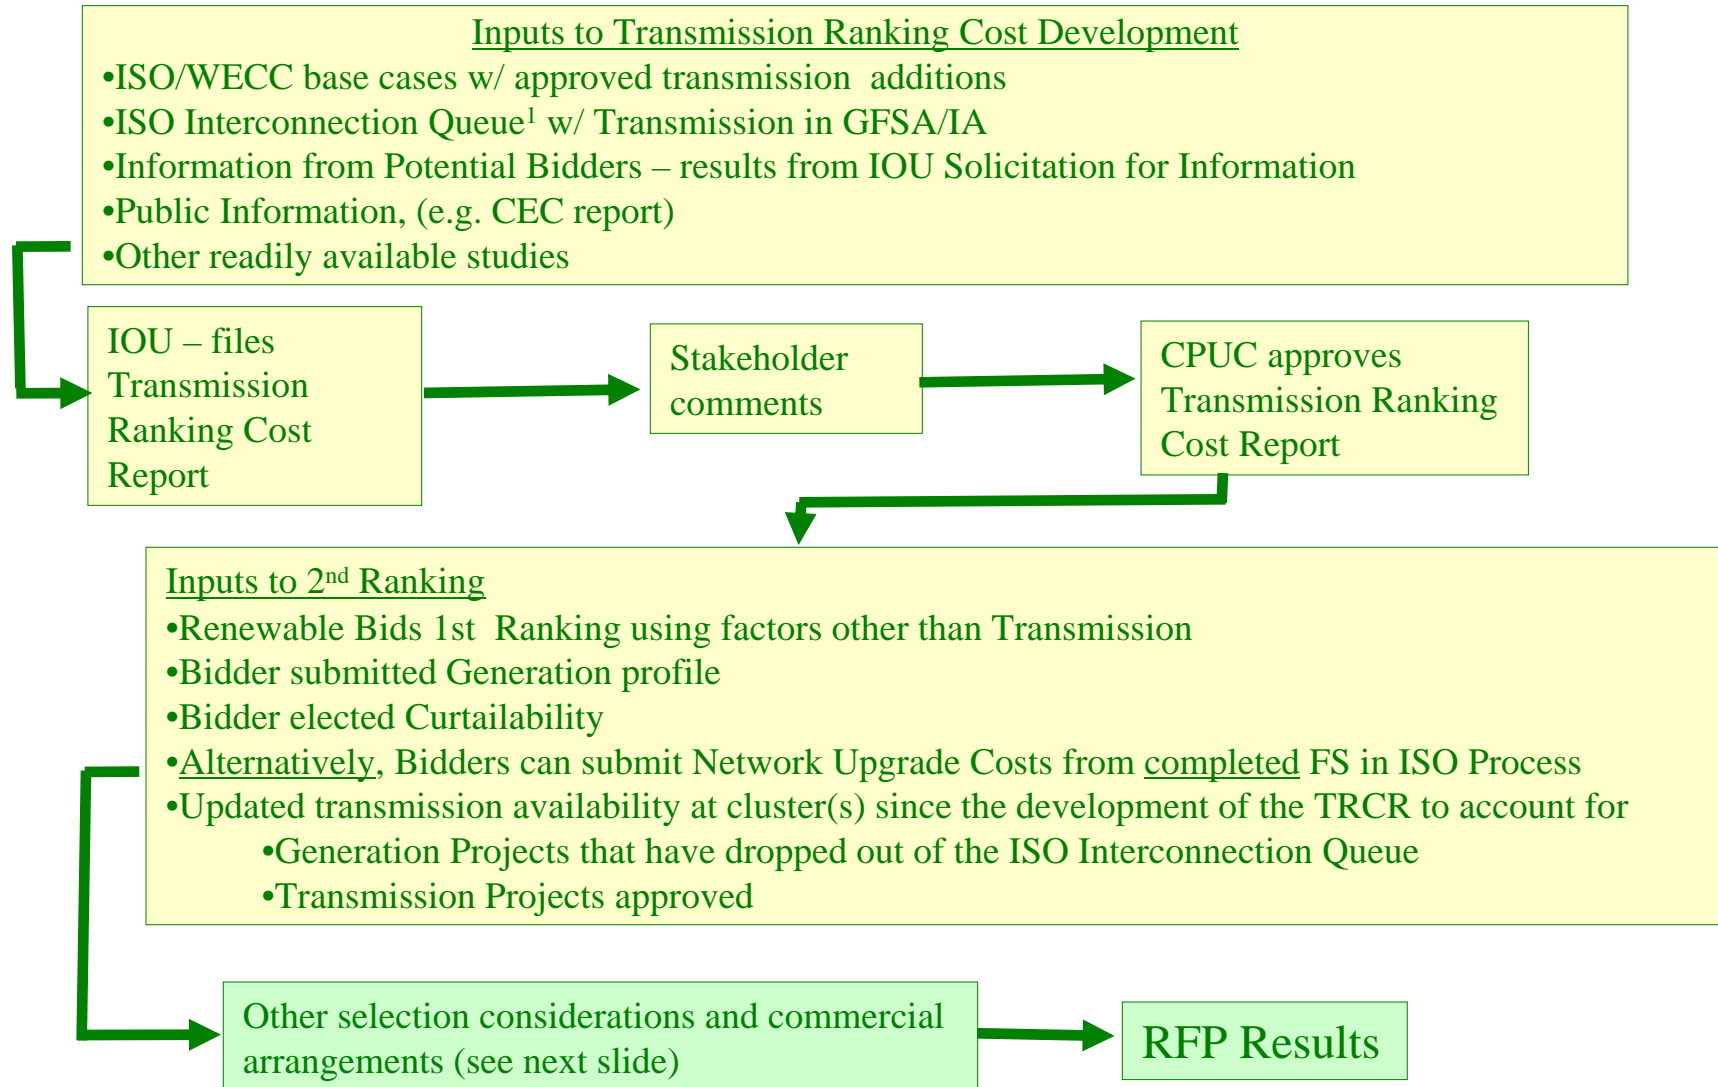 Inputs to Transmission Ranking Cost Development
•ISO/WECC base cases w/ approved transmission additions
•ISO Interconnection Queue¹ w/ Transmission in GFSA/IA
•Information from Potential Bidders – results from IOU Solicitation for Information
•Public Information, (e.g. CEC report)
•Other readily available studies
IOU – files
Transmission
Ranking Cost
Report
Stakeholder
comments
CPUC approves
Transmission Ranking
Cost Report
Inputs to 2nd Ranking
•Renewable Bids 1st Ranking using factors other than Transmission
•Bidder submitted Generation profile
•Bidder elected Curtailability
•Alternatively, Bidders can submit Network Upgrade Costs from completed FS in ISO Process
•Updated transmission availability at cluster(s) since the development of the TRCR to account for
•Generation Projects that have dropped out of the ISO Interconnection Queue
•Transmission Projects approved
Other selection considerations and commercial
arrangements (see next slide)
RFP Results